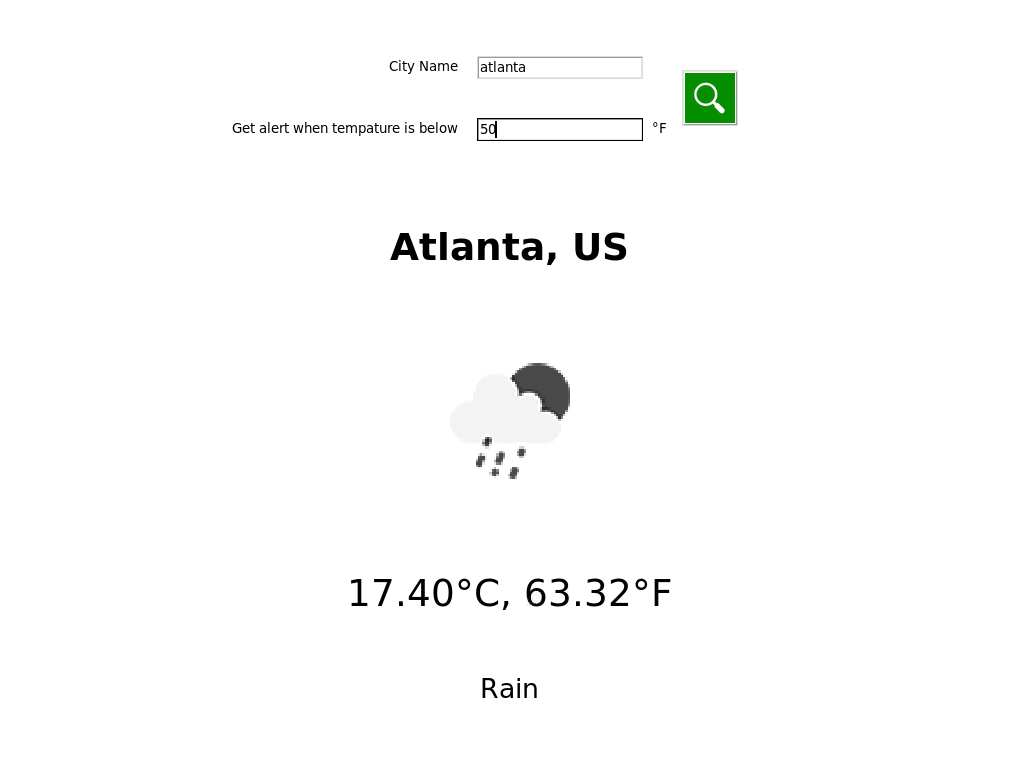 City Name atlanta
Get alert when tempature is below 50 °F
Atlanta, US
17.40°C, 63.32°F
Rain